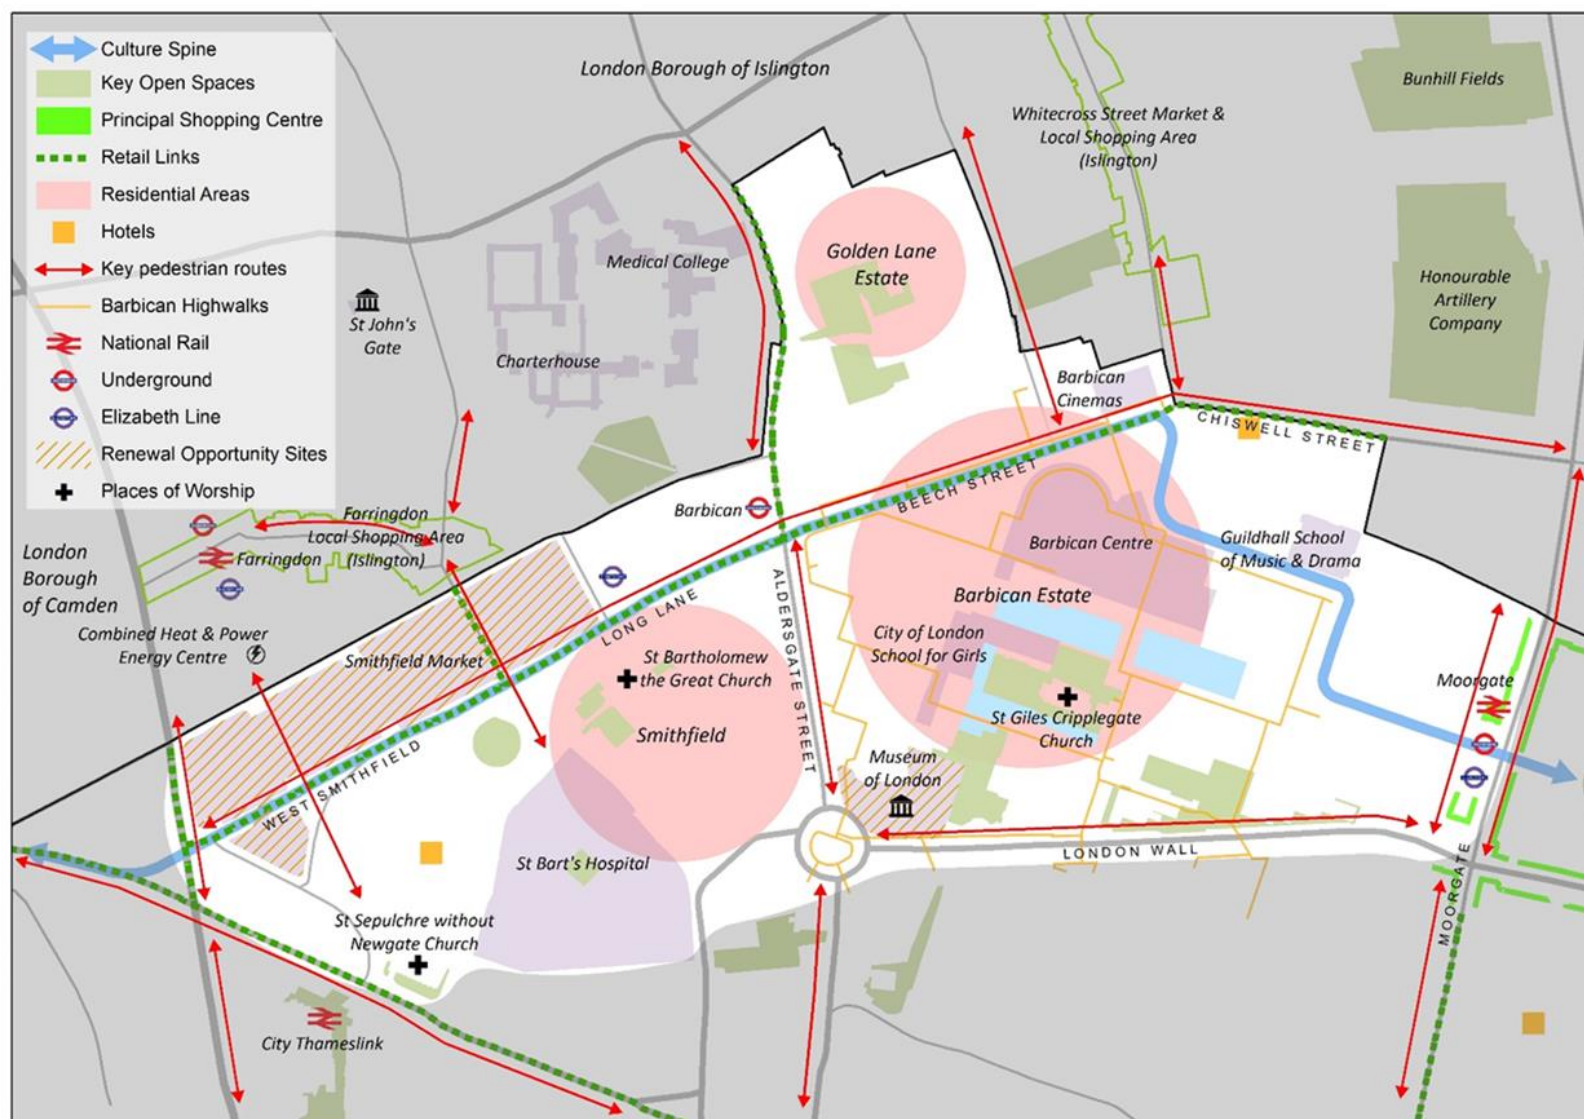 Culture Spine
Key Open Spaces
Principal Shopping Centre
Retail Links
Residential Areas
Hotels
Key pedestrian routes
Barbican Highwalks
National Rail
Underground
Elizabeth Line
Renewal Opportunity Sites
Places of Worship
London Borough of Islington
Whitecross Street Market &
Local Shopping Area
(Islington)
Bunhill Fields
Golden Lane
Estate
Medical College
Honourable
Artillery
Company
St John's
Gate
Charterhouse
Barbican
Cinemas
CHISWELL STREET
BEECH STREET
Barbican
Farringdon
Local Shopping Area
(Islington)
Farringdon
London
Borough
of Camden
Barbican Centre
Guildhall School
of Music & Drama
Barbican Estate
LONG LANE
ALDERSGATE STREET
City of London
School for Girls
Combined Heat & Power
Energy Centre
Smithfield Market
St Bartholomew
the Great Church
Smithfield
Moorgate
St Giles Cripplegate
Church
WEST SMITHFIELD
Museum
of London
LONDON WALL
MOORGATE
St Bart's Hospital
St Sepulchre without
Newgate Church
City Thameslink